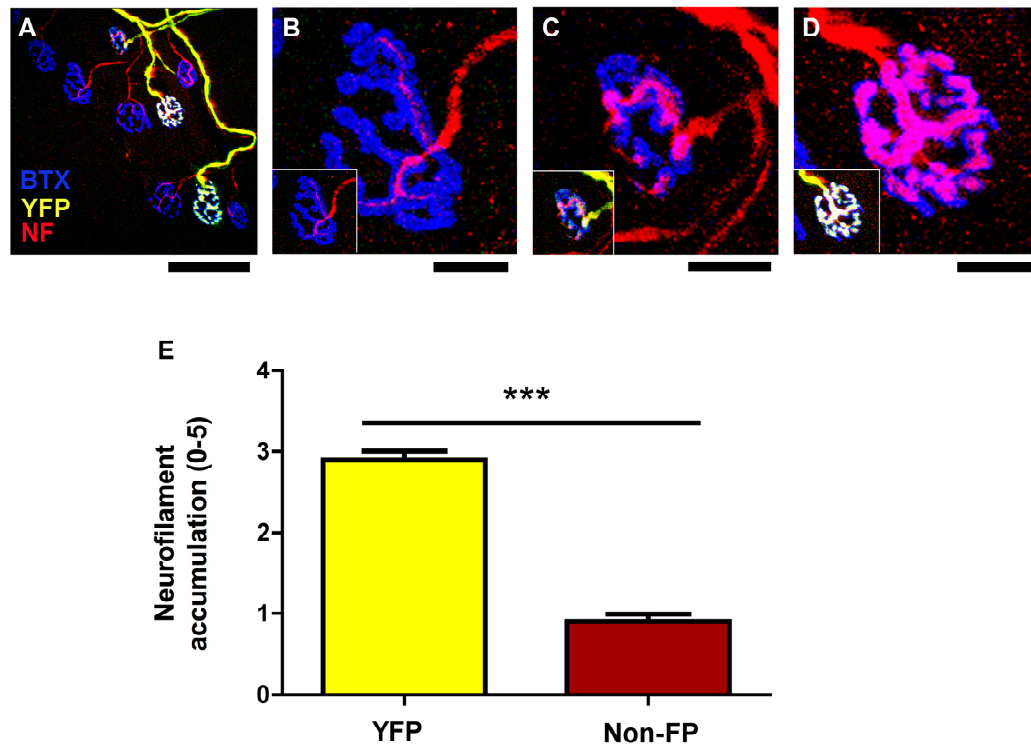 A
B
C
D
BTX
YFP
NF
E
Neurofilament
accumulation (0-5)
4
3
2
1
0
***
YFP
Non-FP